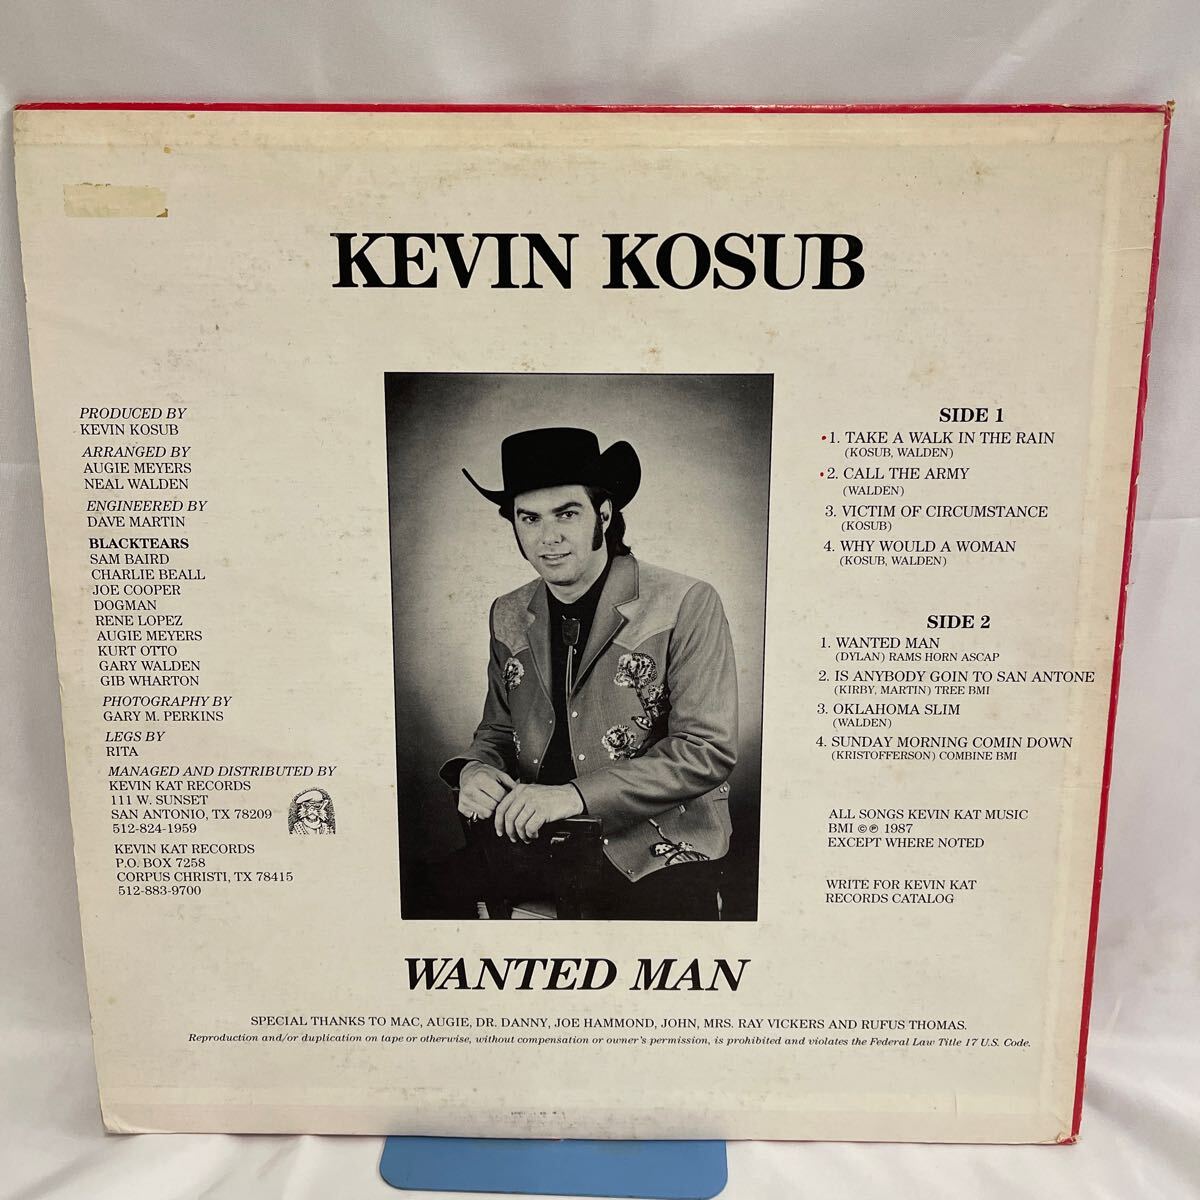 KEVIN KOSUB
PRODUCED BY
KEVIN KOSUB
ARRANGED BY
AUGIE MEYERS
NEAL WALDEN
ENGINEERED BY
DAVE MARTIN
BLACKTEARS
SAM BAIRD
CHARLIE BEALL
JOE COOPER
DOGMAN
RENE LOPEZ
AUGIE MEYERS
KURT OTTO
GARY WALDEN
GIB WHARTON
PHOTOGRAPHY BY
GARY M. PERKINS
LEGS BY
RITA
MANAGED AND DISTRIBUTED BY
KEVIN KAT RECORDS
111 W. SUNSET
SAN ANTONIO, TX 78209
512-824-1959
KEVIN KAT RECORDS
P.O. BOX 7258
CORPUS CHRISTI, TX 78415
512-883-9700
SIDE 1
1. TAKE A WALK IN THE RAIN
(KOSUB, WALDEN)
2. CALL THE ARMY
(WALDEN)
3. VICTIM OF CIRCUMSTANCE
(KOSUB)
4. WHY WOULD A WOMAN
(KOSUB, WALDEN)
SIDE 2
1. WANTED MAN
(DYLAN) RAMS HORN ASCAP
2. IS ANYBODY GOIN TO SAN ANTONE
(KIRBY, MARTIN) TREE BMI
3. OKLAHOMA SLIM
(WALDEN)
4. SUNDAY MORNING COMIN DOWN
(KRISTOFFERSON) COMBINE BMI
ALL SONGS KEVIN KAT MUSIC
BMI ©℗ 1987
EXCEPT WHERE NOTED
WRITE FOR KEVIN KAT
RECORDS CATALOG
WANTED MAN
SPECIAL THANKS TO MAC, AUGIE, DR. DANNY, JOE HAMMOND, JOHN, MRS. RAY VICKERS AND RUFUS THOMAS.
Reproduction and/or duplication on tape or otherwise, without compensation or owner's permission, is prohibited and violates the Federal Law Title 17 U.S. Code.